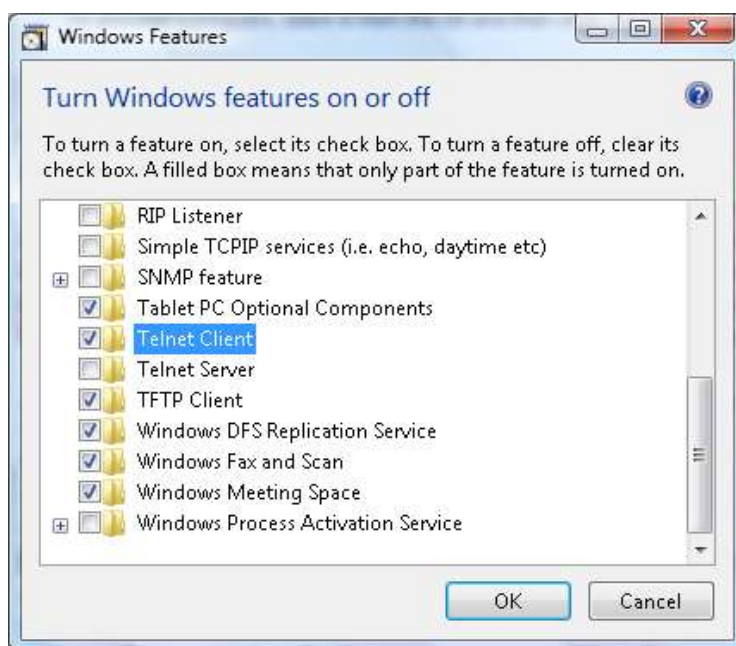 Windows Features
Turn Windows features on or off
To turn a feature on, select its check box. To turn a feature off, clear its
check box. A filled box means that only part of the feature is turned on.
RIP Listener
Simple TCPIP services (i.e. echo, daytime etc)
SNMP feature
Tablet PC Optional Components
Telnet Client
Telnet Server
TFTP Client
Windows DFS Replication Service
Windows Fax and Scan
Windows Meeting Space
Windows Process Activation Service
OK Cancel